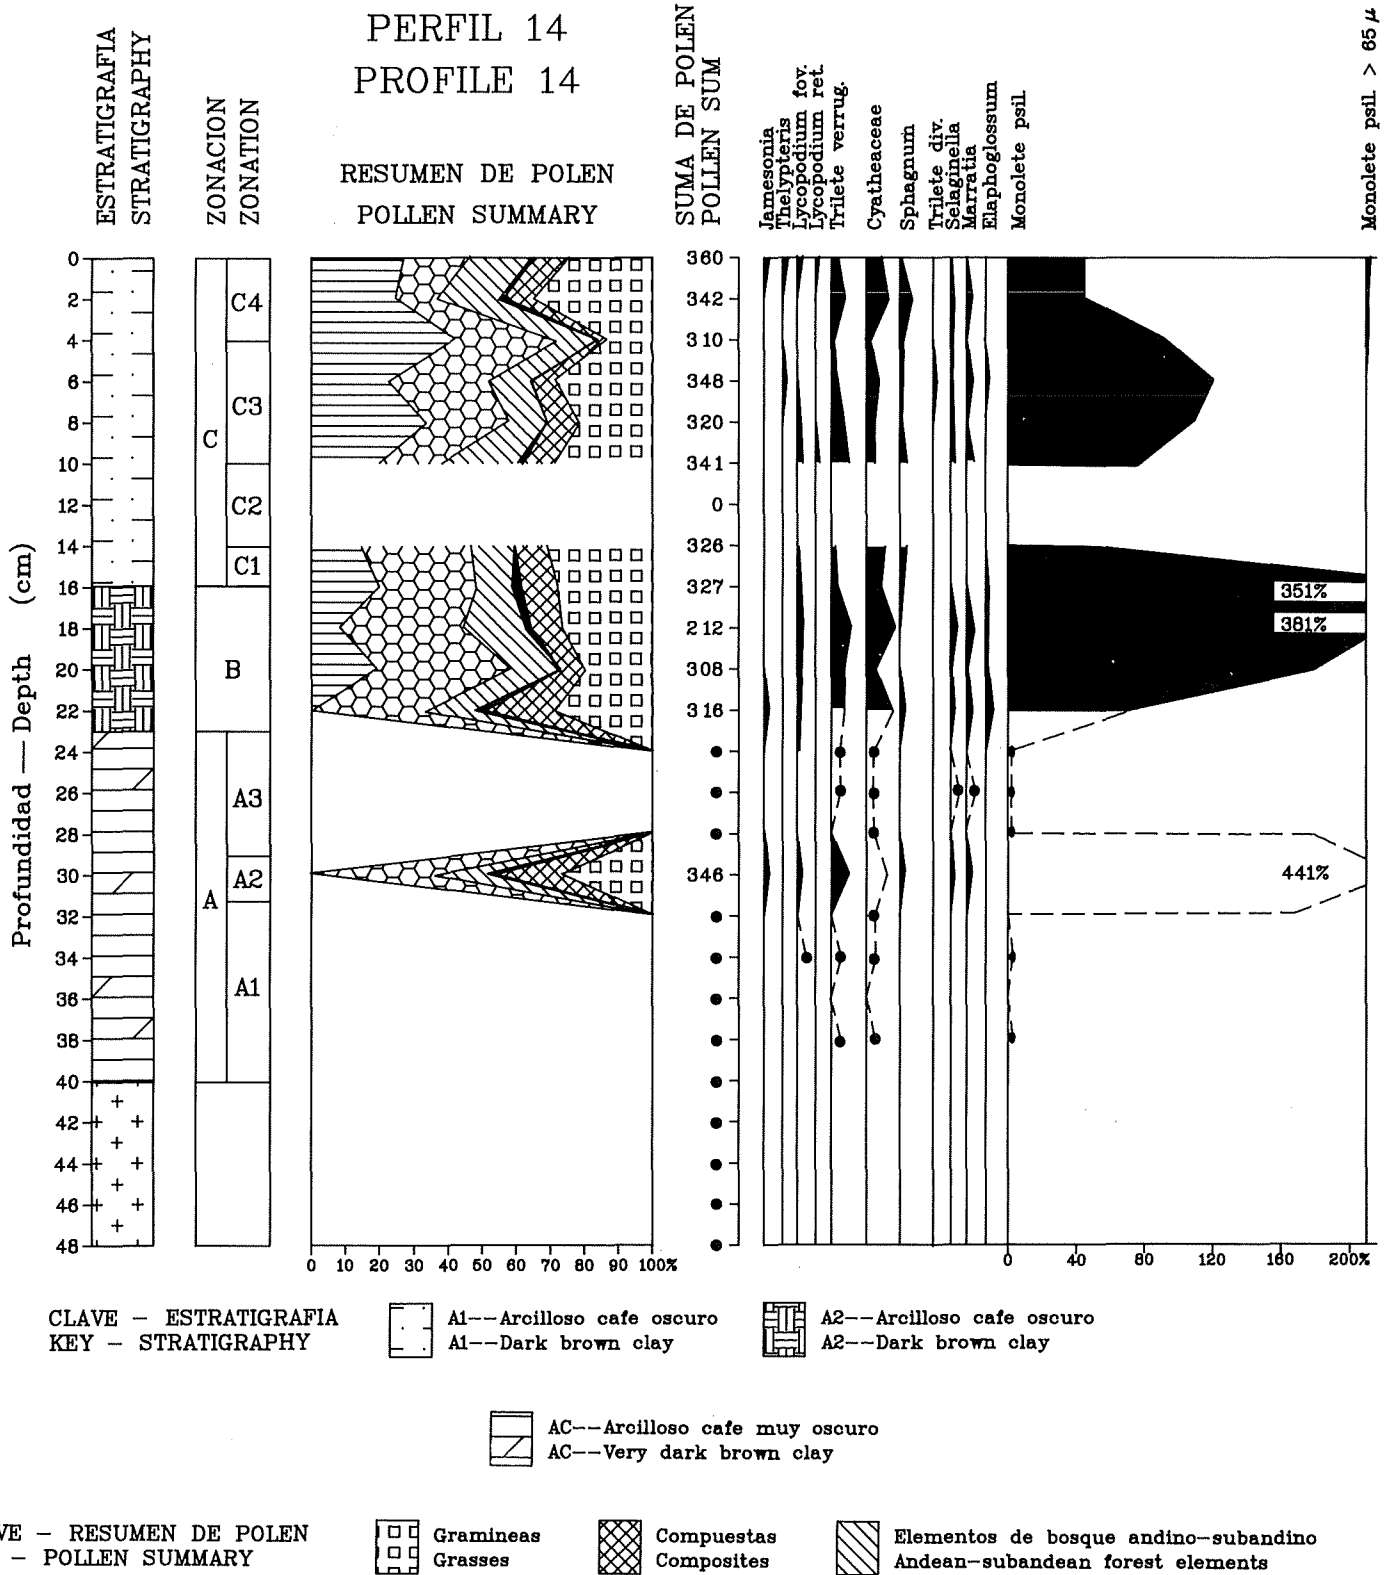 PERFIL 14
PROFILE 14
RESUMEN DE POLEN
POLLEN SUMMARY
ESTRATIGRAFIA
STRATIGRAPHY
ZONACION
ZONATION
SUMA DE POLEN
POLLEN SUM
Jamesonia
Thelypteris
Lycopodium fov.
Lycopodium ret.
Trilete verrug.
Cyatheaceae
Sphagnum
Trilete div.
Selaginella
Marratia
Elaphoglossum
Monolete psil
Monolete psil > 65 μ
Profundidad — Depth (cm)
0
2
4
6
8
10
12
14
16
18
20
22
24
26
28
30
32
34
36
38
40
42
44
46
48
C
C4
C3
C2
C1
B
A
A3
A2
A1
360
342
310
348
320
341
0
326
327
212
308
316
346
351%
381%
441%
0 10 20 30 40 50 60 70 80 90 100%
0 40 80 120 160 200%
CLAVE – ESTRATIGRAFIA
KEY – STRATIGRAPHY
A1--Arcilloso cafe oscuro
A1--Dark brown clay
A2--Arcilloso cafe oscuro
A2--Dark brown clay
AC--Arcilloso cafe muy oscuro
AC--Very dark brown clay
VE – RESUMEN DE POLEN
– POLLEN SUMMARY
Gramineas
Grasses
Compuestas
Composites
Elementos de bosque andino-subandino
Andean-subandean forest elements